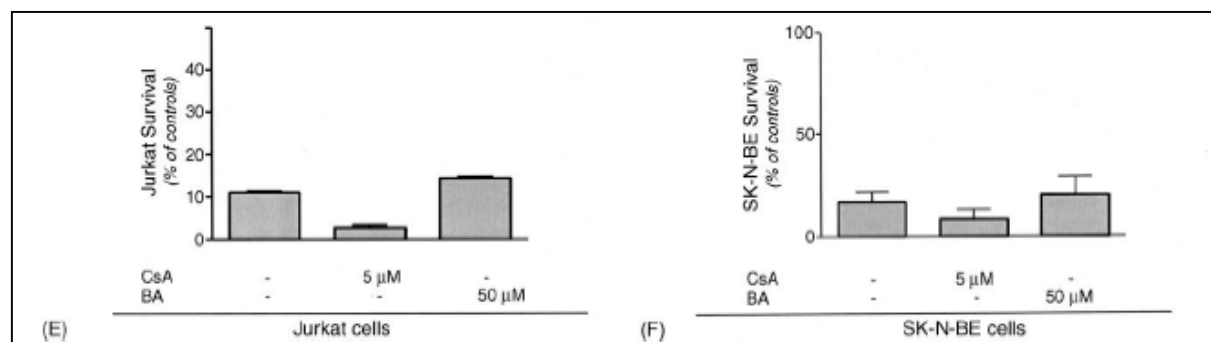 Jurkat Survival
(% of controls)
40
30
20
10
0
CsA - 5 µM -
BA - - 50 µM
(E) Jurkat cells
SK-N-BE Survival
(% of controls)
100
50
0
CsA - 5 µM -
BA - - 50 µM
(F) SK-N-BE cells